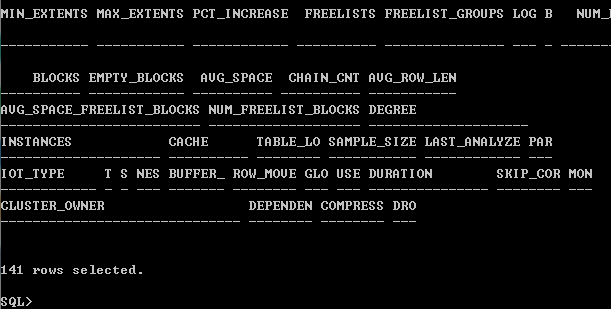 MIN_EXTENTS MAX_EXTENTS PCT_INCREASE  FREELISTS FREELIST_GROUPS LOG B
----------- ----------- ------------ ---------- --------------- --- - ------
    BLOCKS EMPTY_BLOCKS  AVG_SPACE  CHAIN_CNT AVG_ROW_LEN
---------- ------------ ---------- ---------- -----------
AVG_SPACE_FREELIST_BLOCKS NUM_FREELIST_BLOCKS DEGREE
------------------------- ------------------- --------------------
INSTANCES            CACHE      TABLE_LO SAMPLE_SIZE LAST_ANALYZE PAR
-------------------- ---------- -------- ----------- ------------ ---
IOT_TYPE     T S NES BUFFER_ ROW_MOVE GLO USE DURATION        SKIP_COR MON
------------ - - --- ------- -------- --- --- --------------- -------- ---
CLUSTER_OWNER                  DEPENDEN COMPRESS DRO
------------------------------ -------- -------- ---
141 rows selected.
SQL>